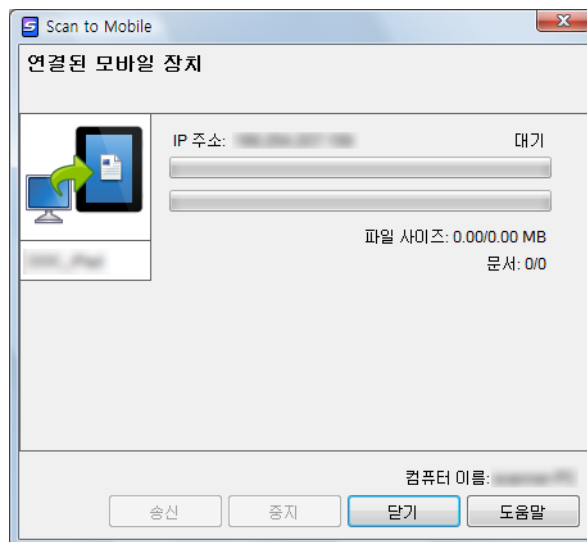 Scan to Mobile
연결된 모바일 장치
IP 주소:
대기
파일 사이즈: 0.00/0.00 MB
문서: 0/0
컴퓨터 이름:
송신
중지
닫기
도움말